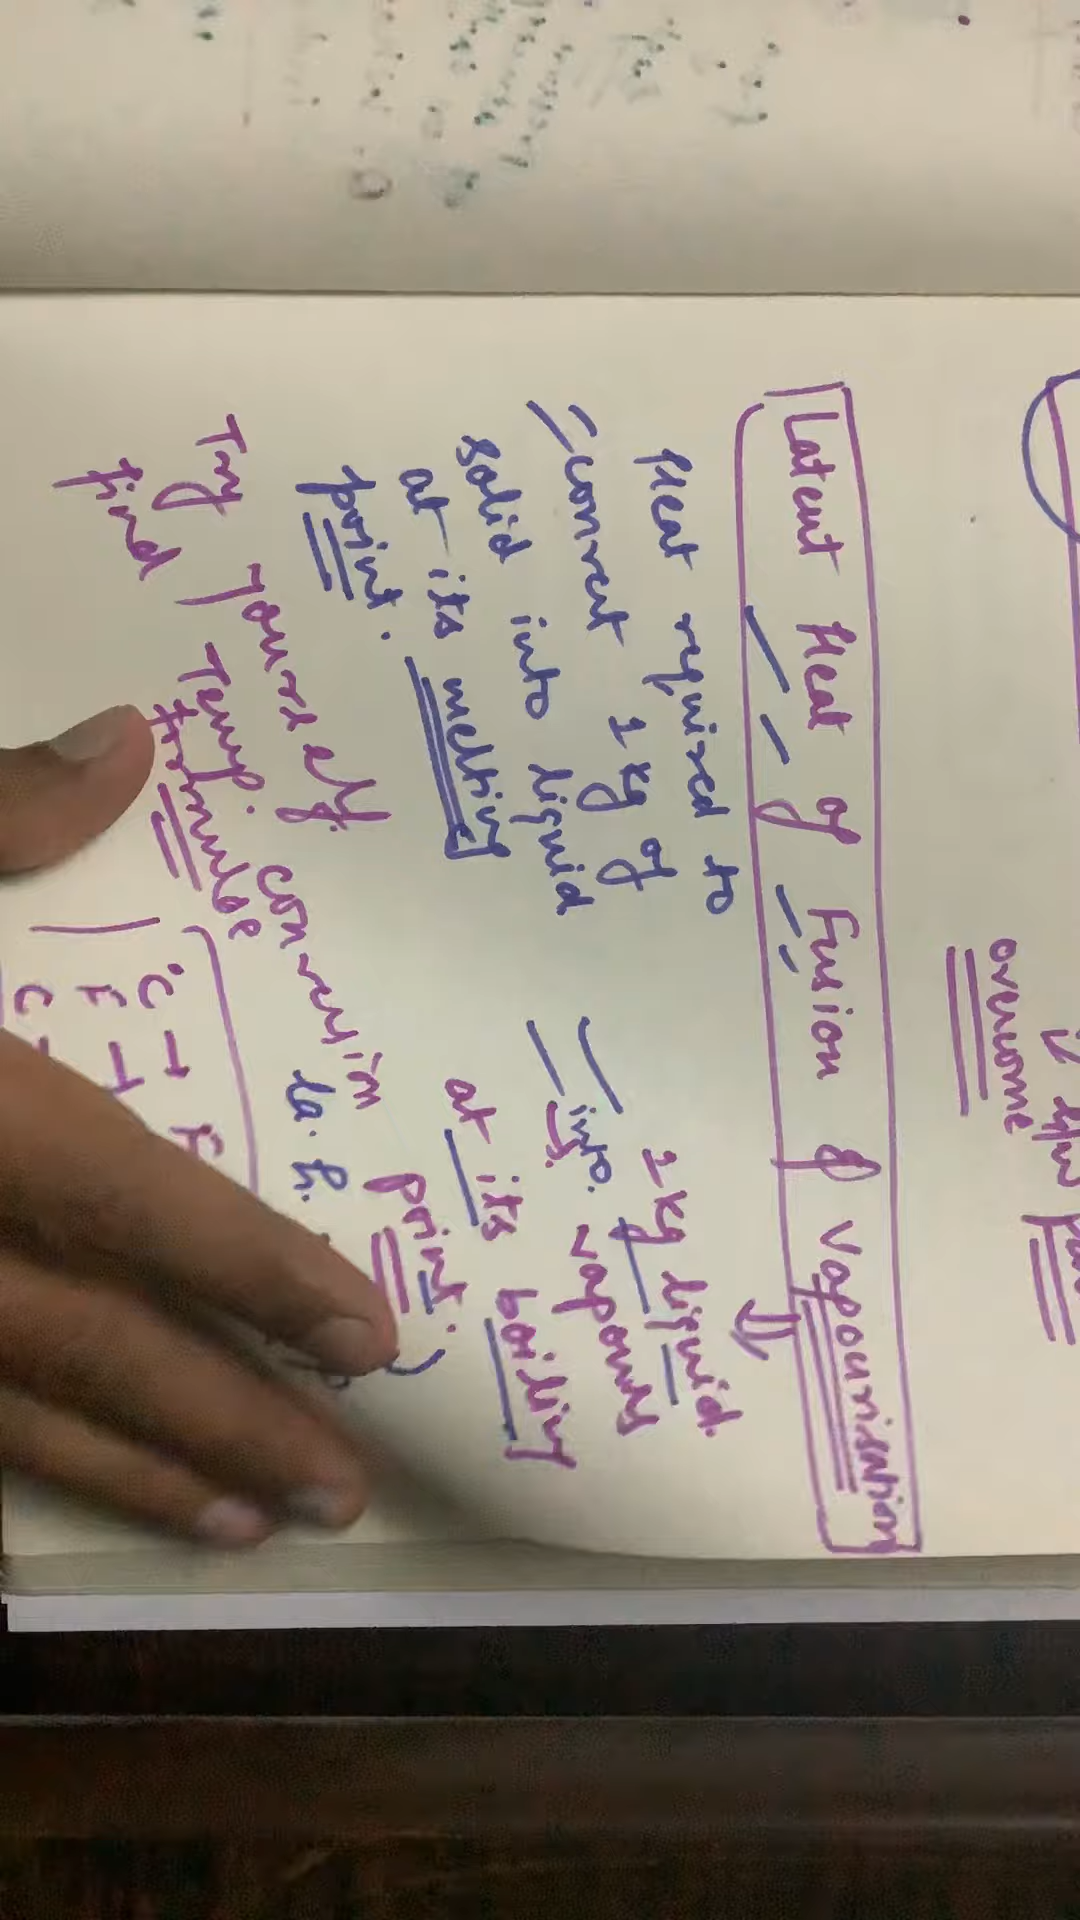 overcome
Latent Heat of Fusion & Vapourisation
Heat required to
convert 1 kg of
solid into liquid
at its melting
point.
1 kg liquid.
into vapours
at its boiling
point.
Try yourself.
find Temp. conversion
formulae
°C → F
F →
C